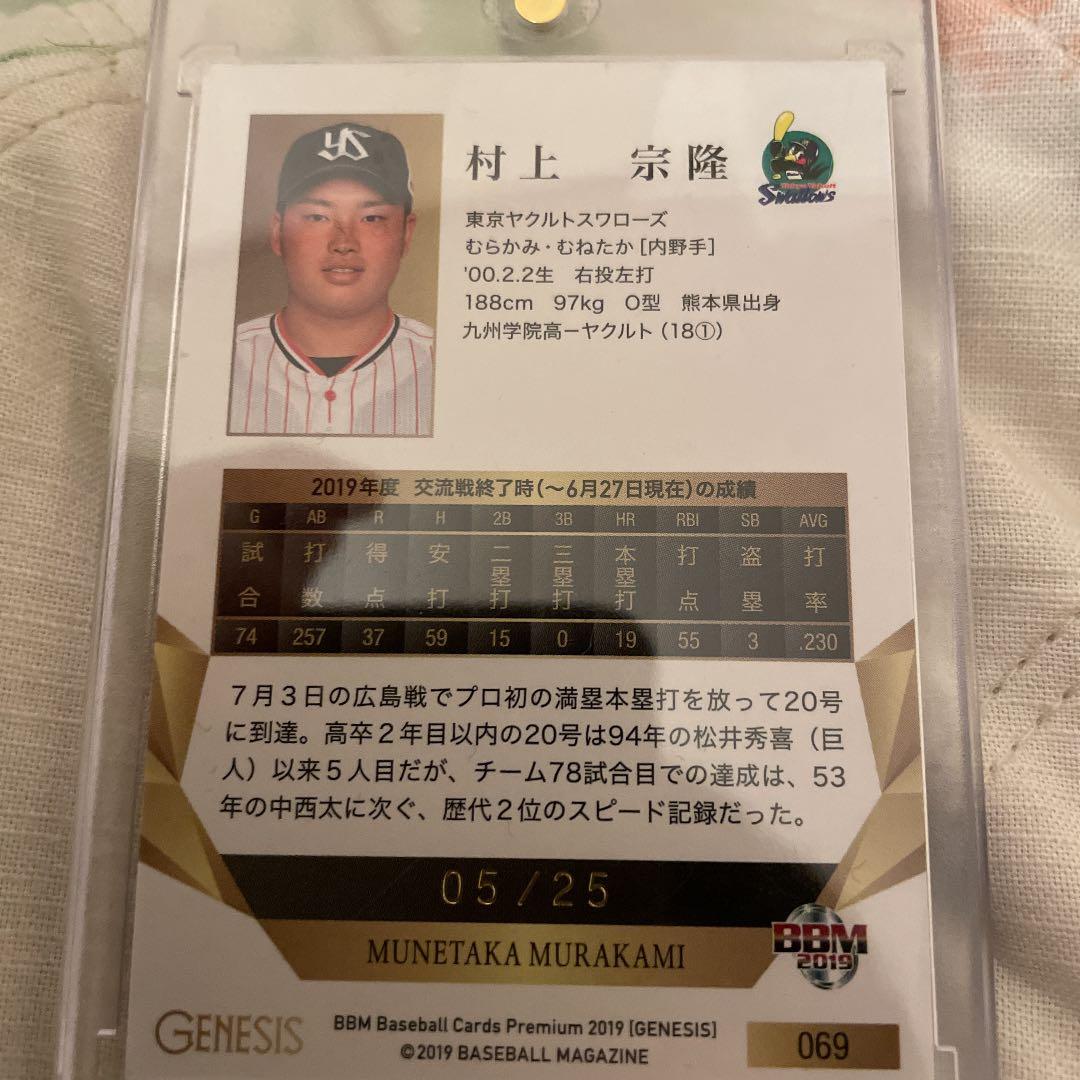 YS
村上 宗隆
Tokyo Yakult
Swallows
東京ヤクルトスワローズ
むらかみ・むねたか [内野手]
'00.2.2生 右投左打
188cm 97kg O型 熊本県出身
九州学院高ーヤクルト (18①)
2019年度 交流戦終了時(〜6月27日現在)の成績
G AB R H 2B 3B HR RBI SB AVG
試合 打数 得点 安打 二塁打 三塁打 本塁打 打点 盗塁 打率
74 257 37 59 15 0 19 55 3 .230
7月3日の広島戦でプロ初の満塁本塁打を放って20号
に到達。高卒2年目以内の20号は94年の松井秀喜（巨
人）以来5人目だが、チーム78試合目での達成は、53
年の中西太に次ぐ、歴代2位のスピード記録だった。
05/25
MUNETAKA MURAKAMI
BBM
2019
GENESIS
BBM Baseball Cards Premium 2019 [GENESIS]
©2019 BASEBALL MAGAZINE
069